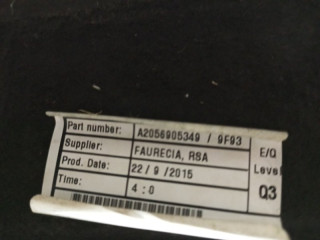 Part number: A2056905349 / 9F93
Supplier: FAURECIA, RSA
Prod. Date: 22 / 9 / 2015
Time: 4 : 0
E/Q
Level
Q3